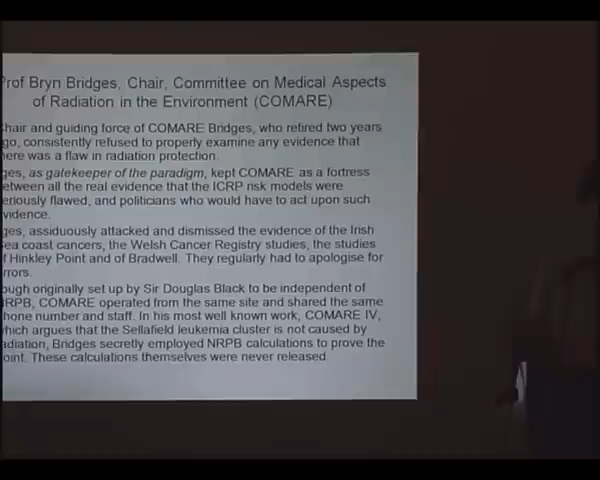 Prof Bryn Bridges, Chair, Committee on Medical Aspects
of Radiation in the Environment (COMARE)
Chair and guiding force of COMARE Bridges, who retired two years
go, consistently refused to properly examine any evidence that
here was a flaw in radiation protection.
ges, as gatekeeper of the paradigm, kept COMARE as a fortress
etween all the real evidence that the ICRP risk models were
eriously flawed, and politicians who would have to act upon such
vidence.
ges, assiduously attacked and dismissed the evidence of the Irish
ea coast cancers, the Welsh Cancer Registry studies, the studies
f Hinkley Point and of Bradwell. They regularly had to apologise for
rrors.
ough originally set up by Sir Douglas Black to be independent of
NRPB, COMARE operated from the same site and shared the same
hone number and staff. In his most well known work, COMARE IV,
which argues that the Sellafield leukemia cluster is not caused by
adiation, Bridges secretly employed NRPB calculations to prove the
oint. These calculations themselves were never released